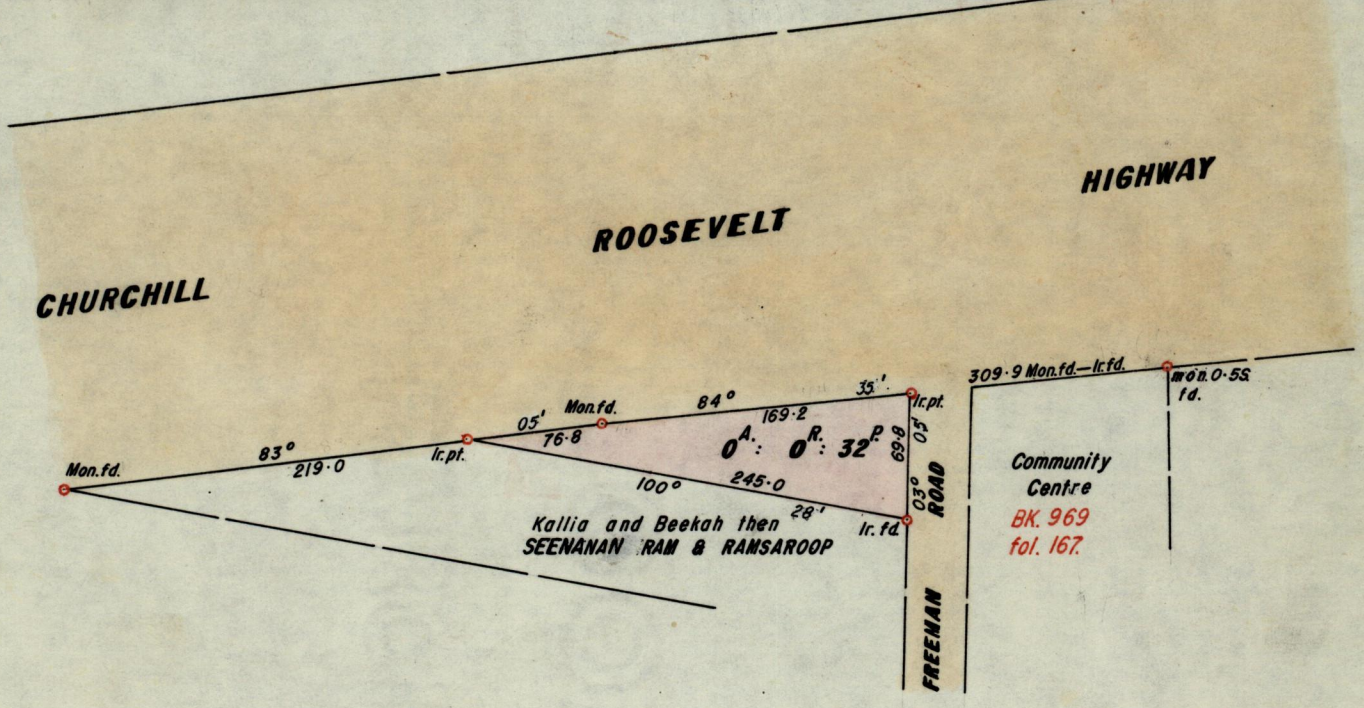 CHURCHILL
ROOSEVELT
HIGHWAY
Mon.fd.
83° 05'
219·0
Ir.pt.
76·8
Mon.fd.
84° 35'
169·2
Ir.pt.
0A.: 0R.: 32P.
69·8
03° 05'
100° 28'
245·0
Ir. fd.
Kallia and Beekah then
SEENANAN RAM & RAMSAROOP
FREEMAN ROAD
309·9 Mon.fd.—Ir.fd.
mon. 0·5S.
fd.
Community
Centre
BK. 969
fol. 167.